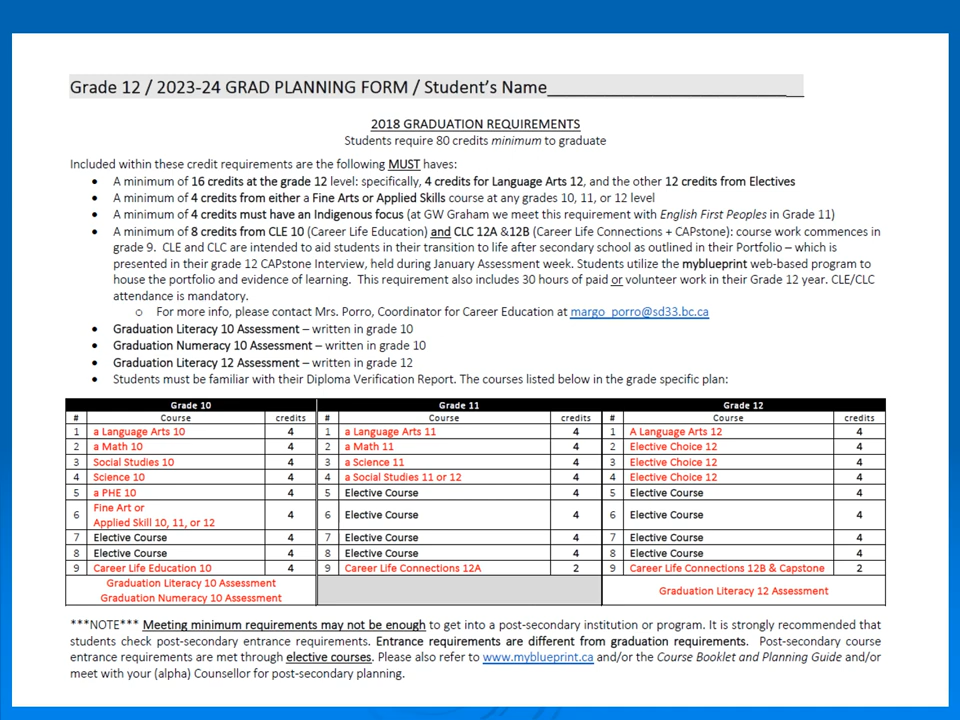 Grade 12 / 2023-24 GRAD PLANNING FORM / Student's Name___________________________
2018 GRADUATION REQUIREMENTS
Students require 80 credits minimum to graduate
Included within these credit requirements are the following MUST haves:
• A minimum of 16 credits at the grade 12 level: specifically, 4 credits for Language Arts 12, and the other 12 credits from Electives
• A minimum of 4 credits from either a Fine Arts or Applied Skills course at any grades 10, 11, or 12 level
• A minimum of 4 credits must have an Indigenous focus (at GW Graham we meet this requirement with English First Peoples in Grade 11)
• A minimum of 8 credits from CLE 10 (Career Life Education) and CLC 12A &12B (Career Life Connections + CAPstone): course work commences in
grade 9. CLE and CLC are intended to aid students in their transition to life after secondary school as outlined in their Portfolio – which is
presented in their grade 12 CAPstone Interview, held during January Assessment week. Students utilize the myblueprint web-based program to
house the portfolio and evidence of learning. This requirement also includes 30 hours of paid or volunteer work in their Grade 12 year. CLE/CLC
attendance is mandatory.
o For more info, please contact Mrs. Porro, Coordinator for Career Education at margo_porro@sd33.bc.ca
• Graduation Literacy 10 Assessment – written in grade 10
• Graduation Numeracy 10 Assessment – written in grade 10
• Graduation Literacy 12 Assessment – written in grade 12
• Students must be familiar with their Diploma Verification Report. The courses listed below in the grade specific plan:
Grade 10 Grade 11 Grade 12
# Course credits # Course credits # Course credits
1 a Language Arts 10 4 1 a Language Arts 11 4 1 A Language Arts 12 4
2 a Math 10 4 2 a Math 11 4 2 Elective Choice 12 4
3 Social Studies 10 4 3 a Science 11 4 3 Elective Choice 12 4
4 Science 10 4 4 a Social Studies 11 or 12 4 4 Elective Choice 12 4
5 a PHE 10 4 5 Elective Course 4 5 Elective Course 4
6 Fine Art or
Applied Skill 10, 11, or 12 4 6 Elective Course 4 6 Elective Course 4
7 Elective Course 4 7 Elective Course 4 7 Elective Course 4
8 Elective Course 4 8 Elective Course 4 8 Elective Course 4
9 Career Life Education 10 4 9 Career Life Connections 12A 2 9 Career Life Connections 12B & Capstone 2
Graduation Literacy 10 Assessment
Graduation Numeracy 10 Assessment
Graduation Literacy 12 Assessment
***NOTE*** Meeting minimum requirements may not be enough to get into a post-secondary institution or program. It is strongly recommended that
students check post-secondary entrance requirements. Entrance requirements are different from graduation requirements. Post-secondary course
entrance requirements are met through elective courses. Please also refer to www.myblueprint.ca and/or the Course Booklet and Planning Guide and/or
meet with your (alpha) Counsellor for post-secondary planning.